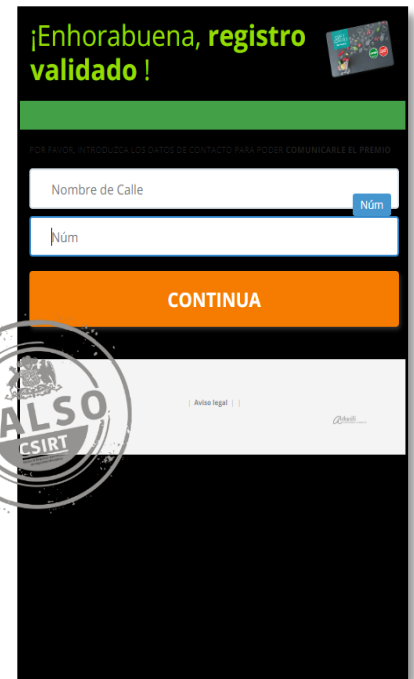 ¡Enhorabuena, registro
validado !
POR FAVOR, INTRODUZCA LOS DATOS DE CONTACTO PARA PODER COMUNICARLE EL PREMIO
Nombre de Calle
Núm
Núm
CONTINUA
ALSO
CSIRT
| Aviso legal | |